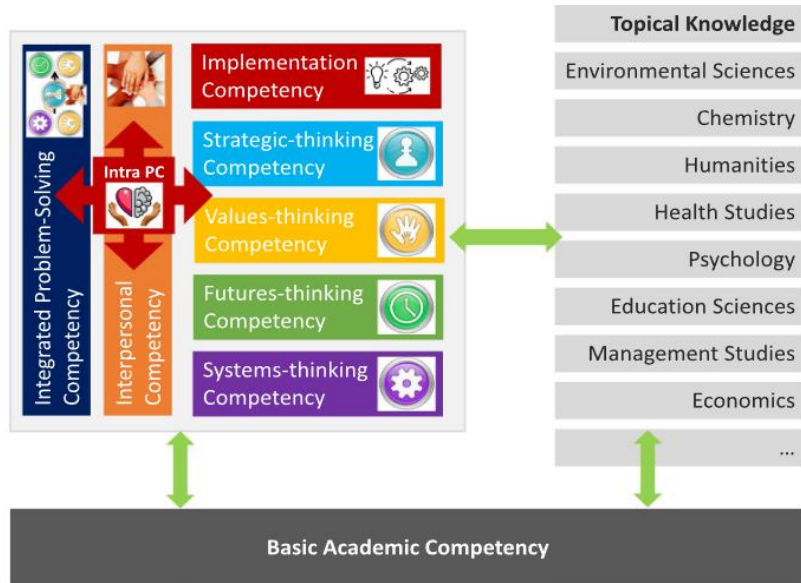 Integrated Problem-Solving
Competency
Interpersonal
Competency
Intra PC
Implementation
Competency
Strategic-thinking
Competency
Values-thinking
Competency
Futures-thinking
Competency
Systems-thinking
Competency
Topical Knowledge
Environmental Sciences
Chemistry
Humanities
Health Studies
Psychology
Education Sciences
Management Studies
Economics
...
Basic Academic Competency